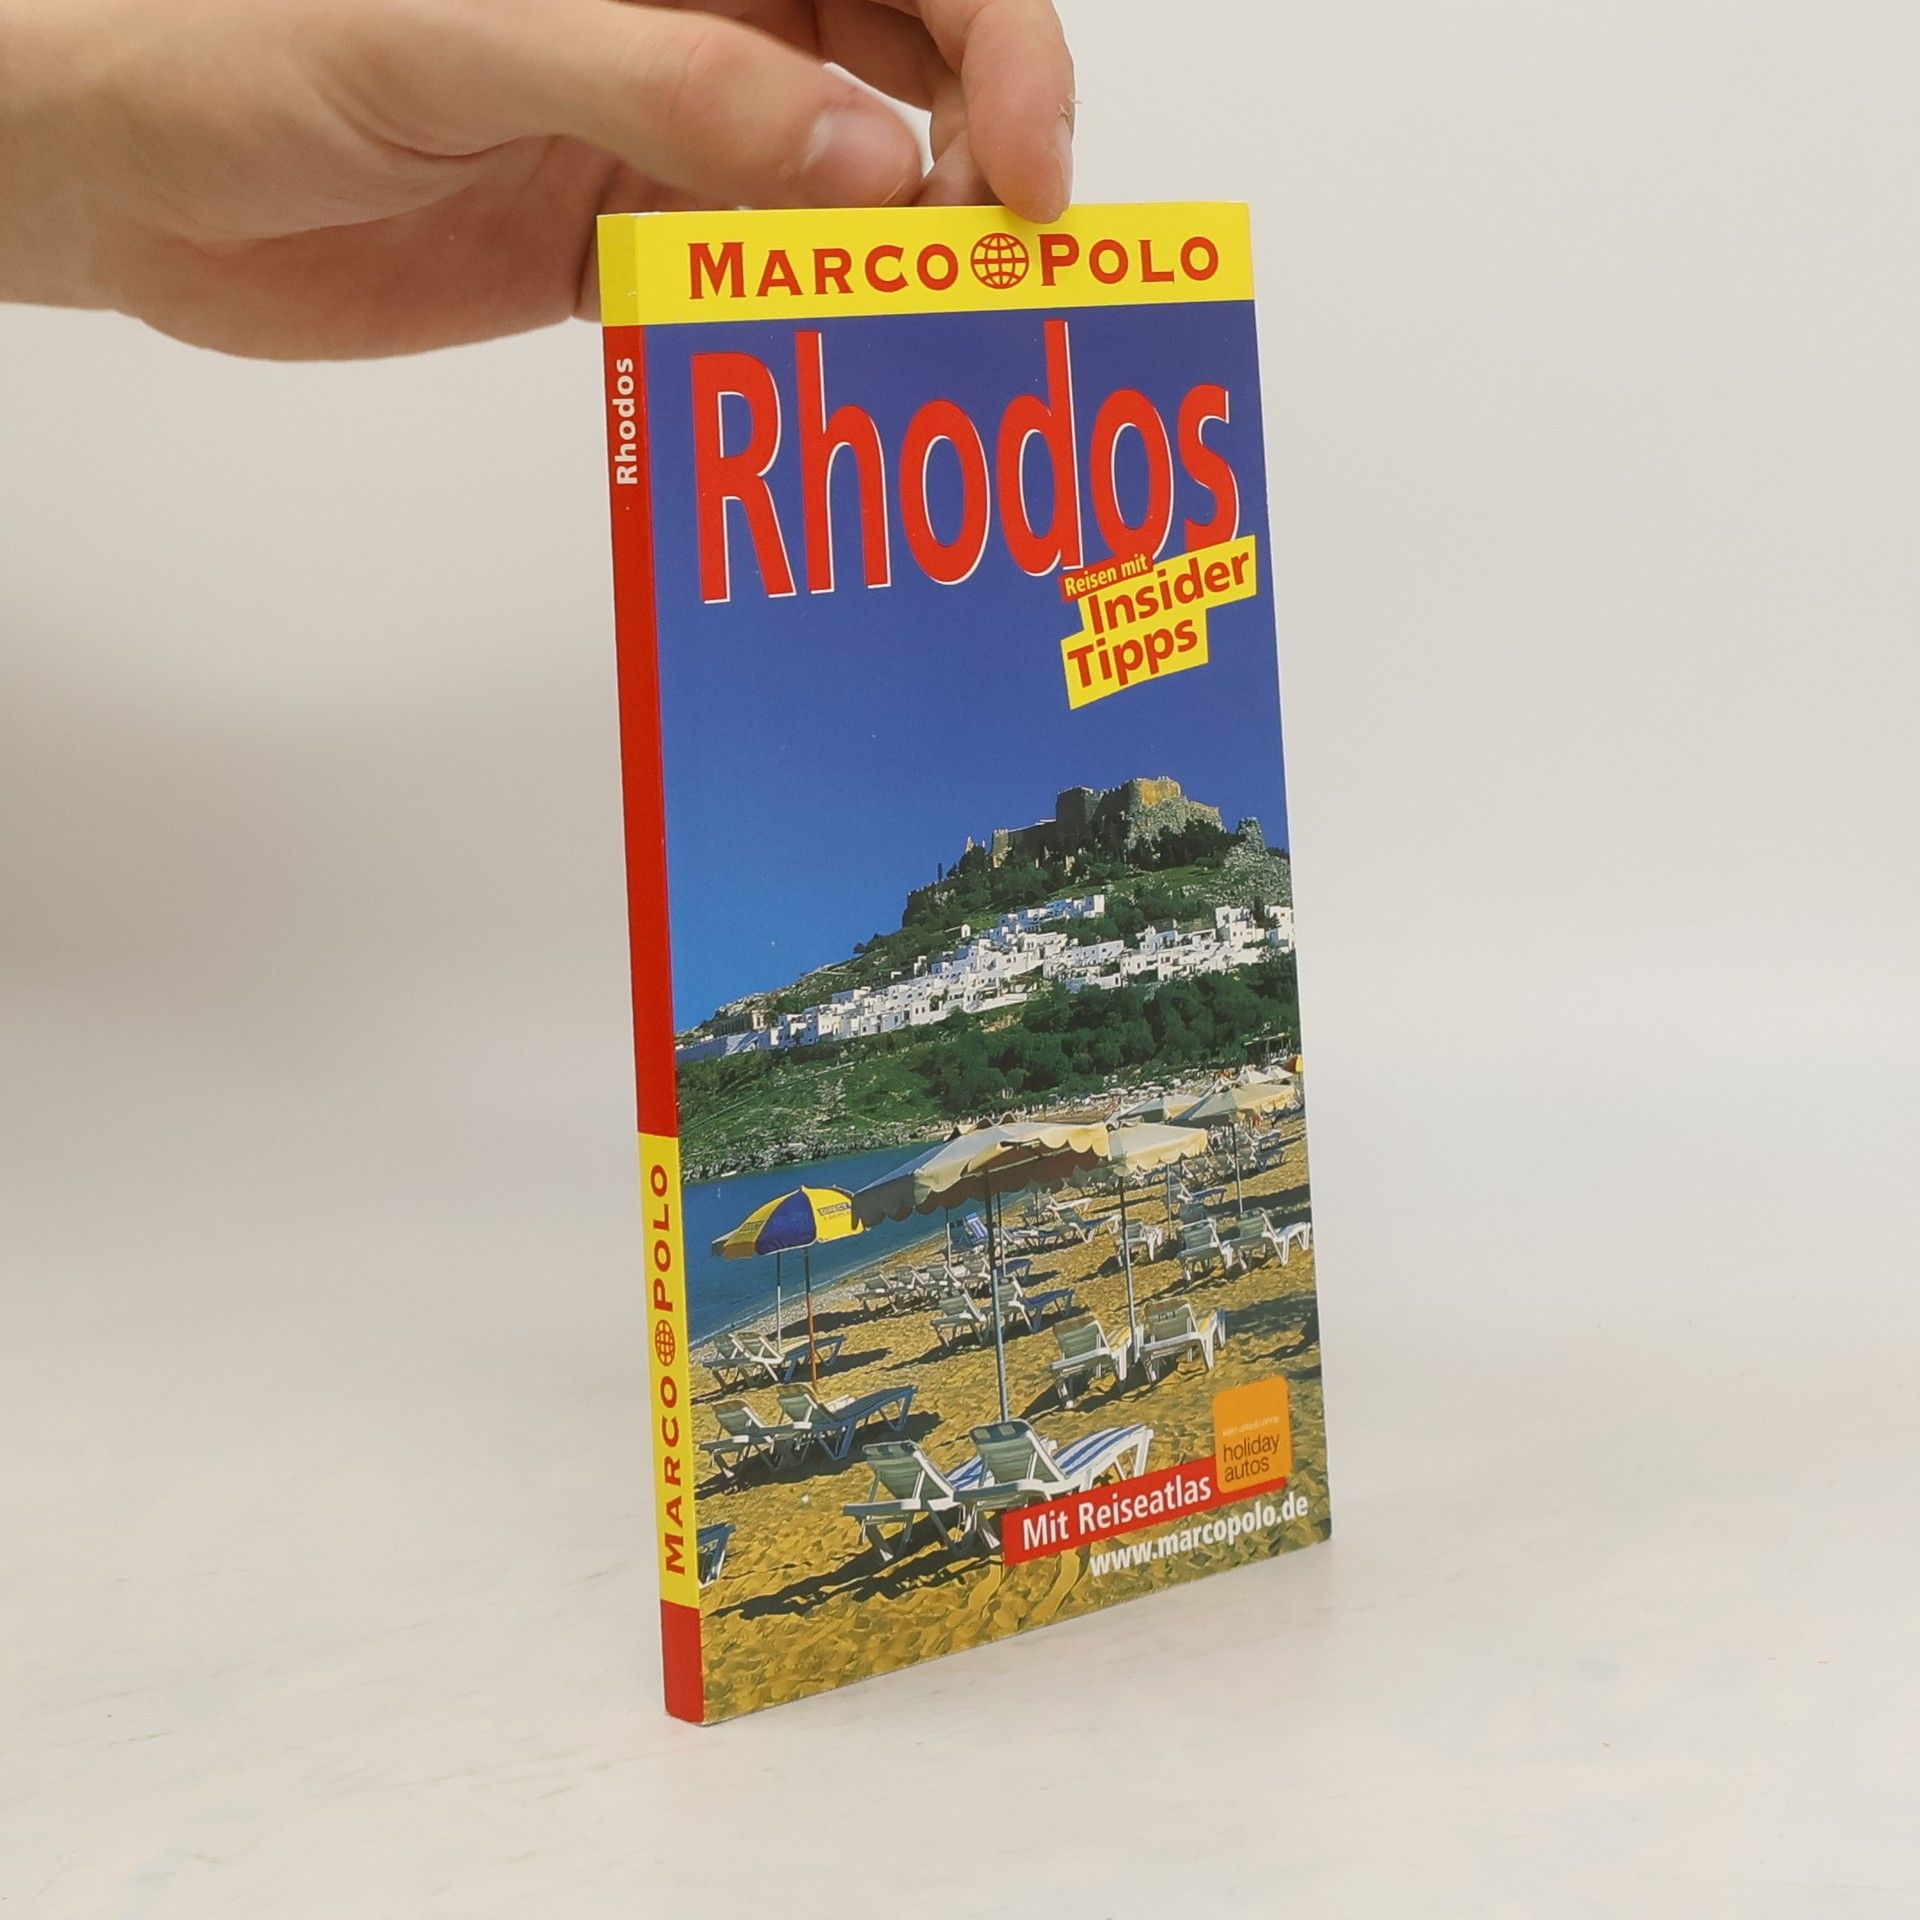 MARCO POLO
Rhodos
Reisen mit
Insider
Tipps
holiday
autos
Mit Reiseatlas
www.marcopolo.de
Rhodos
MARCO POLO